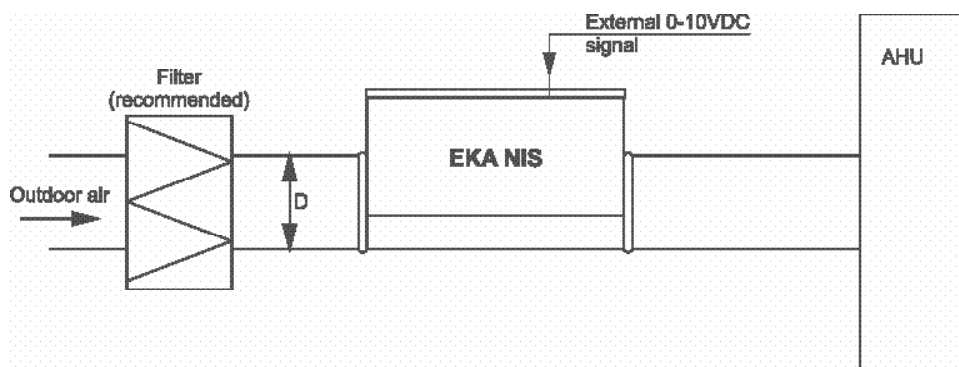 External 0-10VDC
signal
AHU
Filter
(recommended)
EKA NIS
Outdoor air
D